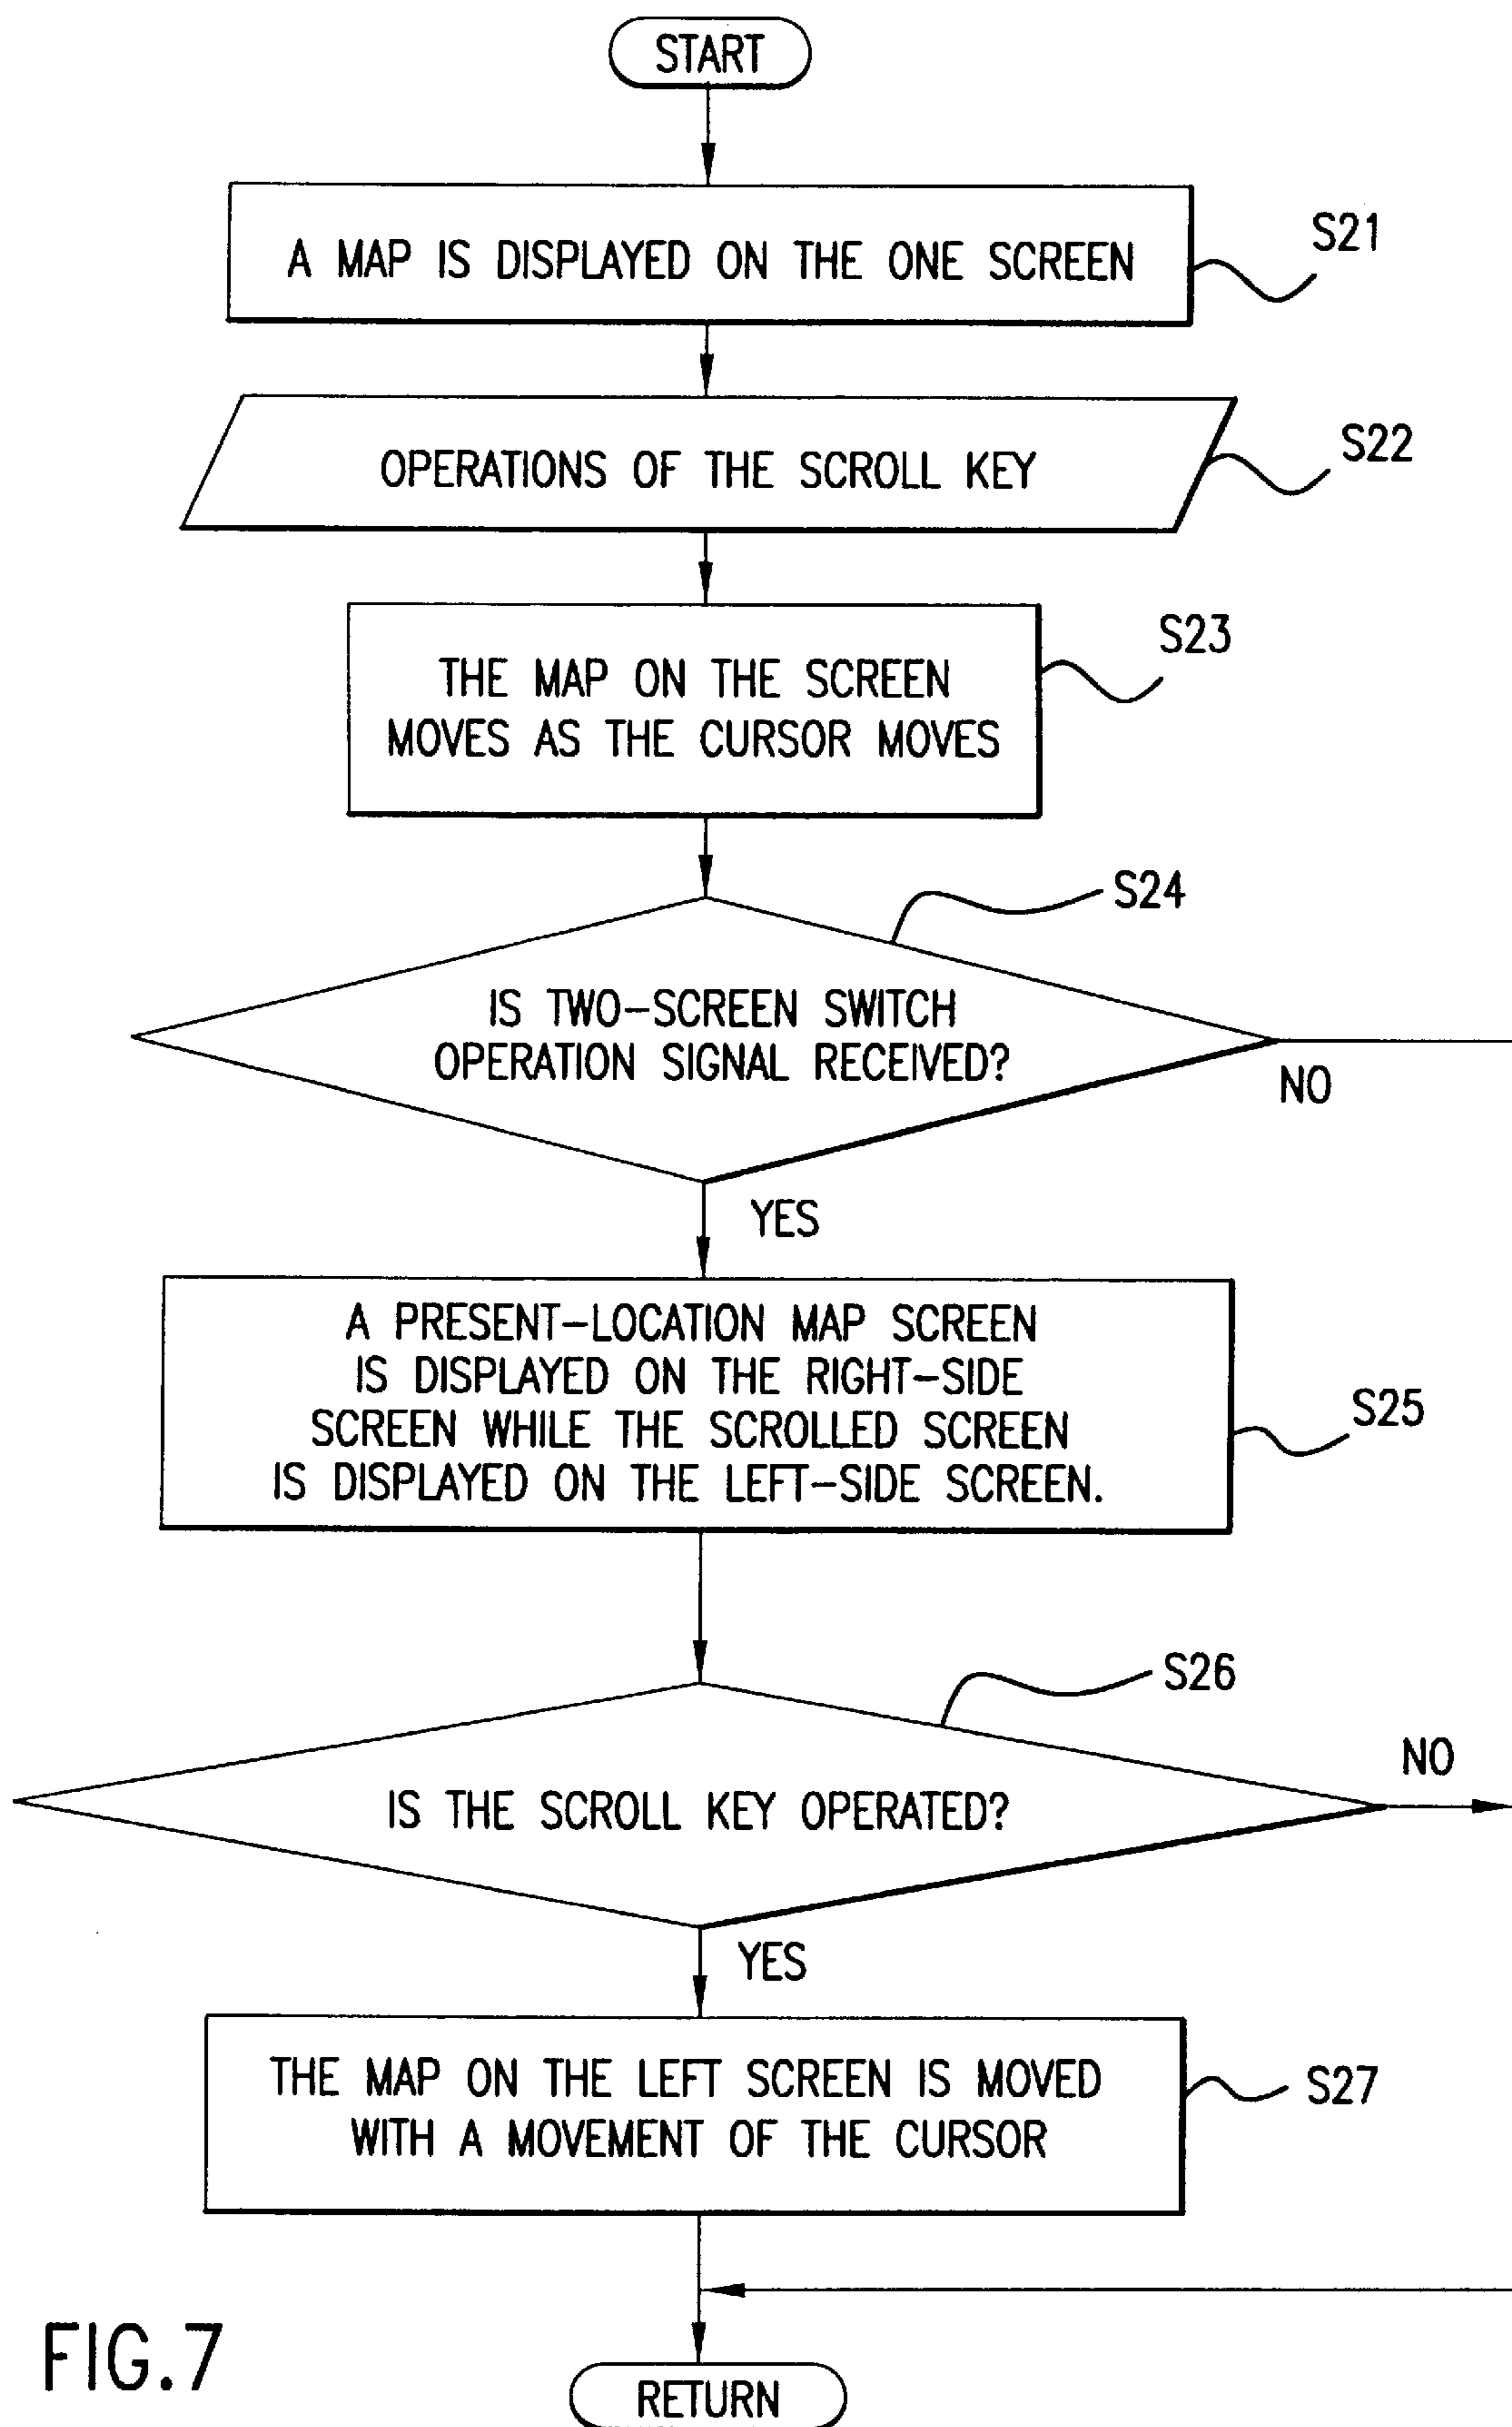 START
A MAP IS DISPLAYED ON THE ONE SCREEN
S21
OPERATIONS OF THE SCROLL KEY
S22
S23
THE MAP ON THE SCREEN
MOVES AS THE CURSOR MOVES
S24
IS TWO-SCREEN SWITCH
OPERATION SIGNAL RECEIVED?
NO
YES
A PRESENT-LOCATION MAP SCREEN
IS DISPLAYED ON THE RIGHT-SIDE
SCREEN WHILE THE SCROLLED SCREEN
IS DISPLAYED ON THE LEFT-SIDE SCREEN.
S25
S26
NO
IS THE SCROLL KEY OPERATED?
YES
THE MAP ON THE LEFT SCREEN IS MOVED
WITH A MOVEMENT OF THE CURSOR
S27
FIG.7
RETURN